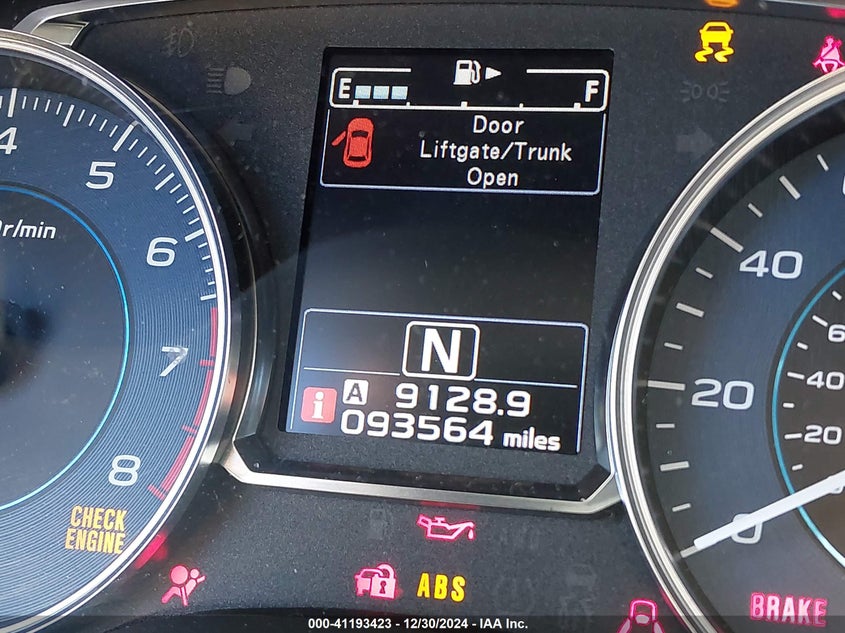 E F
Door
Liftgate/Trunk
Open
4
5
r/min
6
7
8
N
A 9128.9
i 093564 miles
40
20
0
60
40
20
CHECK
ENGINE
ABS
BRAKE
000-41193423 - 12/30/2024 - IAA Inc.